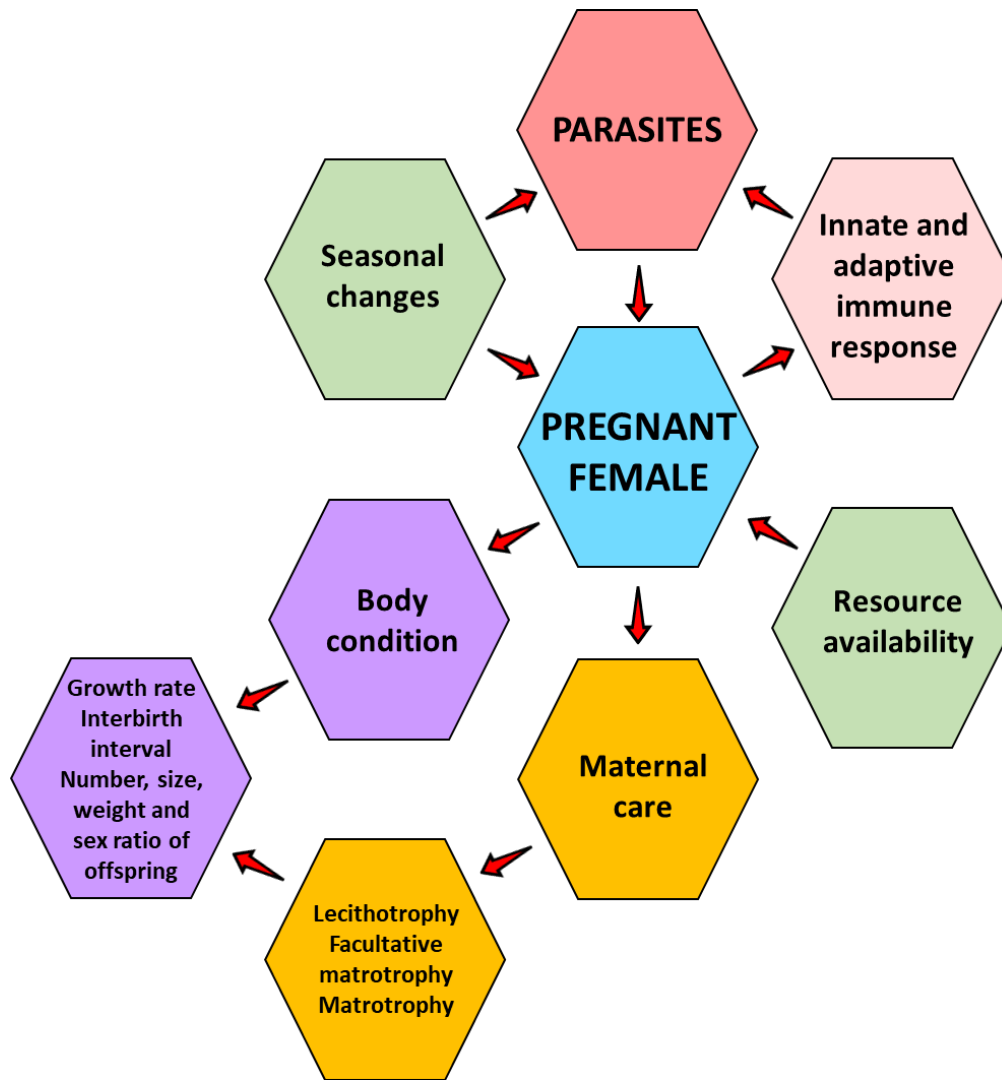 PARASITES
Seasonal
changes
Innate and
adaptive
immune
response
PREGNANT
FEMALE
Body
condition
Resource
availability
Growth rate
Interbirth
interval
Number, size,
weight and
sex ratio of
offspring
Maternal
care
Lecithotrophy
Facultative
matrotrophy
Matrotrophy